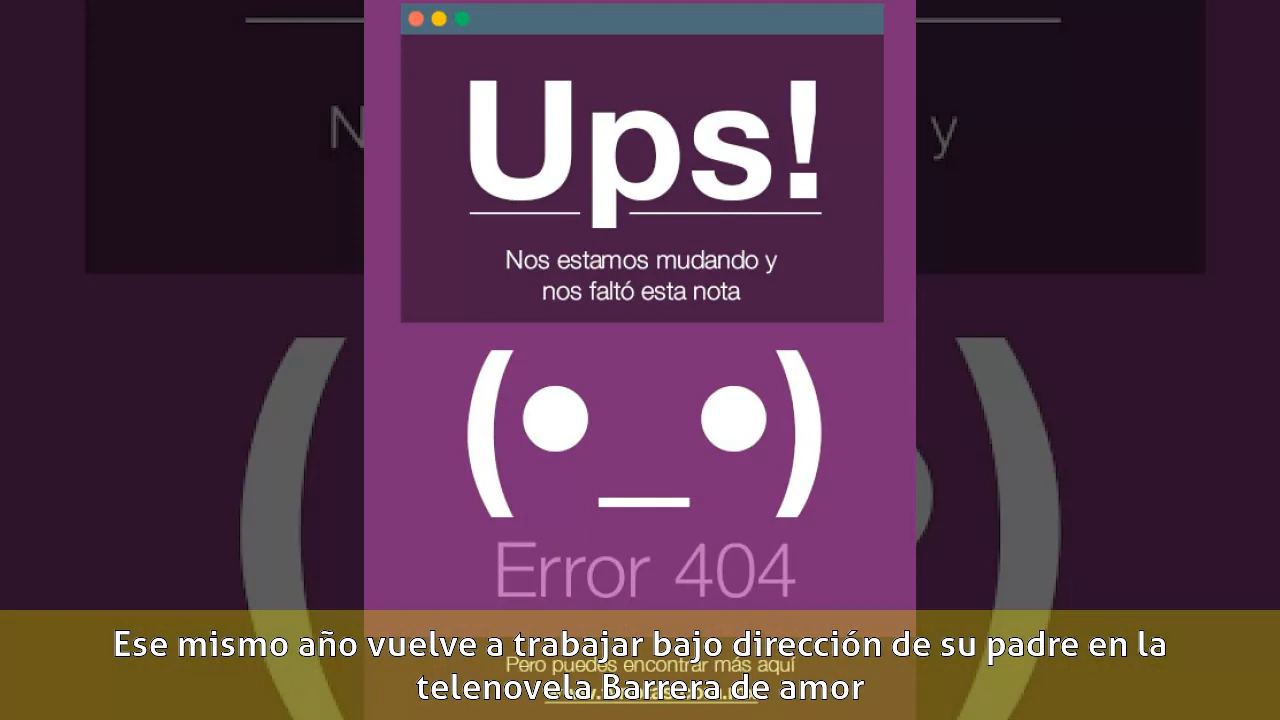 Ups!
Nos estamos mudando y
nos faltó esta nota
N
y
(•_•)
Error 404
Ese mismo año vuelve a trabajar bajo dirección de su padre en la
Pero puedes encontrar más aquí
telenovela Barrera de amor